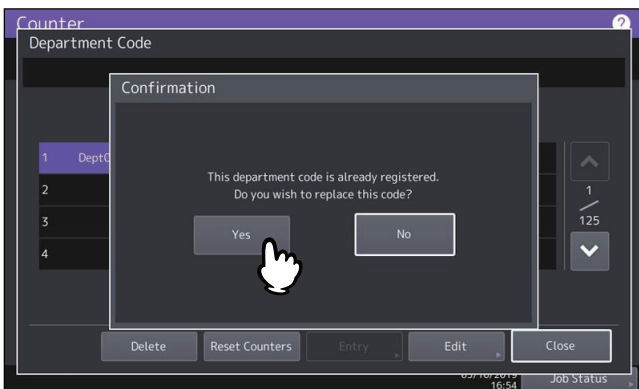 Counter
?
Department Code
Confirmation
1 DeptC
2
3
4
This department code is already registered.
Do you wish to replace this code?
Yes No
1
125
Delete Reset Counters Entry Edit Close
16:54 Job Status